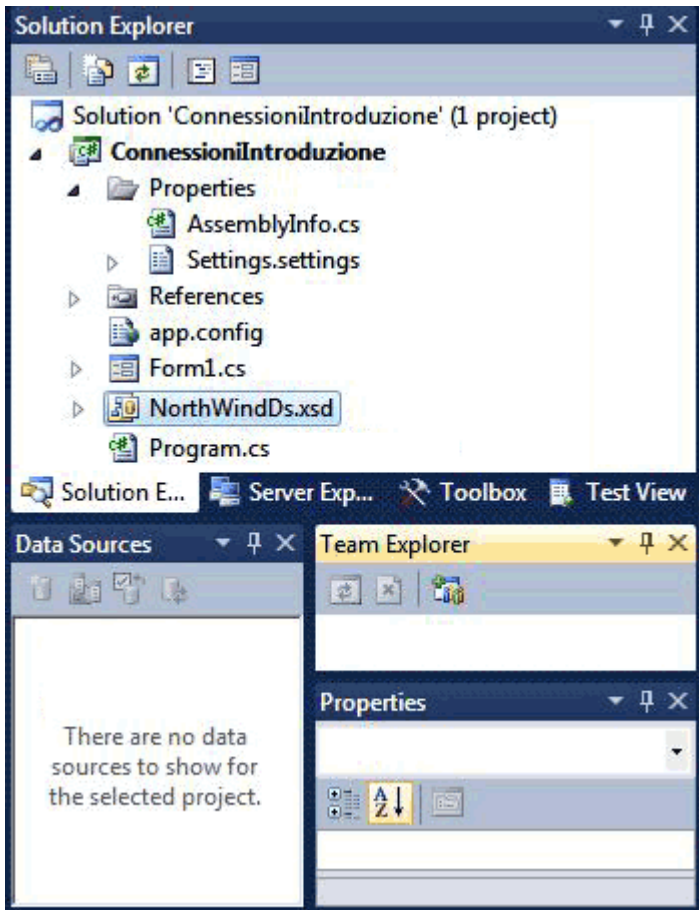 Solution Explorer
Solution 'ConnessioniIntroduzione' (1 project)
ConnessioniIntroduzione
Properties
AssemblyInfo.cs
Settings.settings
References
app.config
Form1.cs
NorthWindDs.xsd
Program.cs
Solution E... Server Exp... Toolbox Test View
Data Sources
There are no data
sources to show for
the selected project.
Team Explorer
Properties